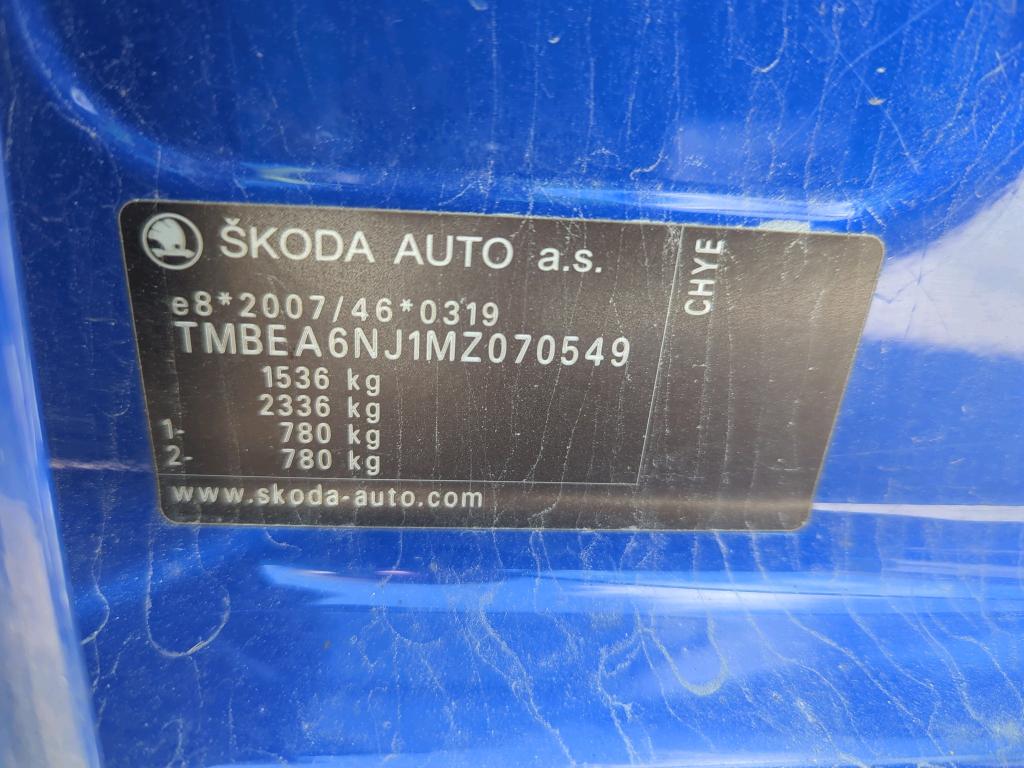 ŠKODA AUTO a.s.
e8*2007/46*0319
TMBEA6NJ1MZ070549
1536 kg
2336 kg
1- 780 kg
2- 780 kg
www.skoda-auto.com
CHYE